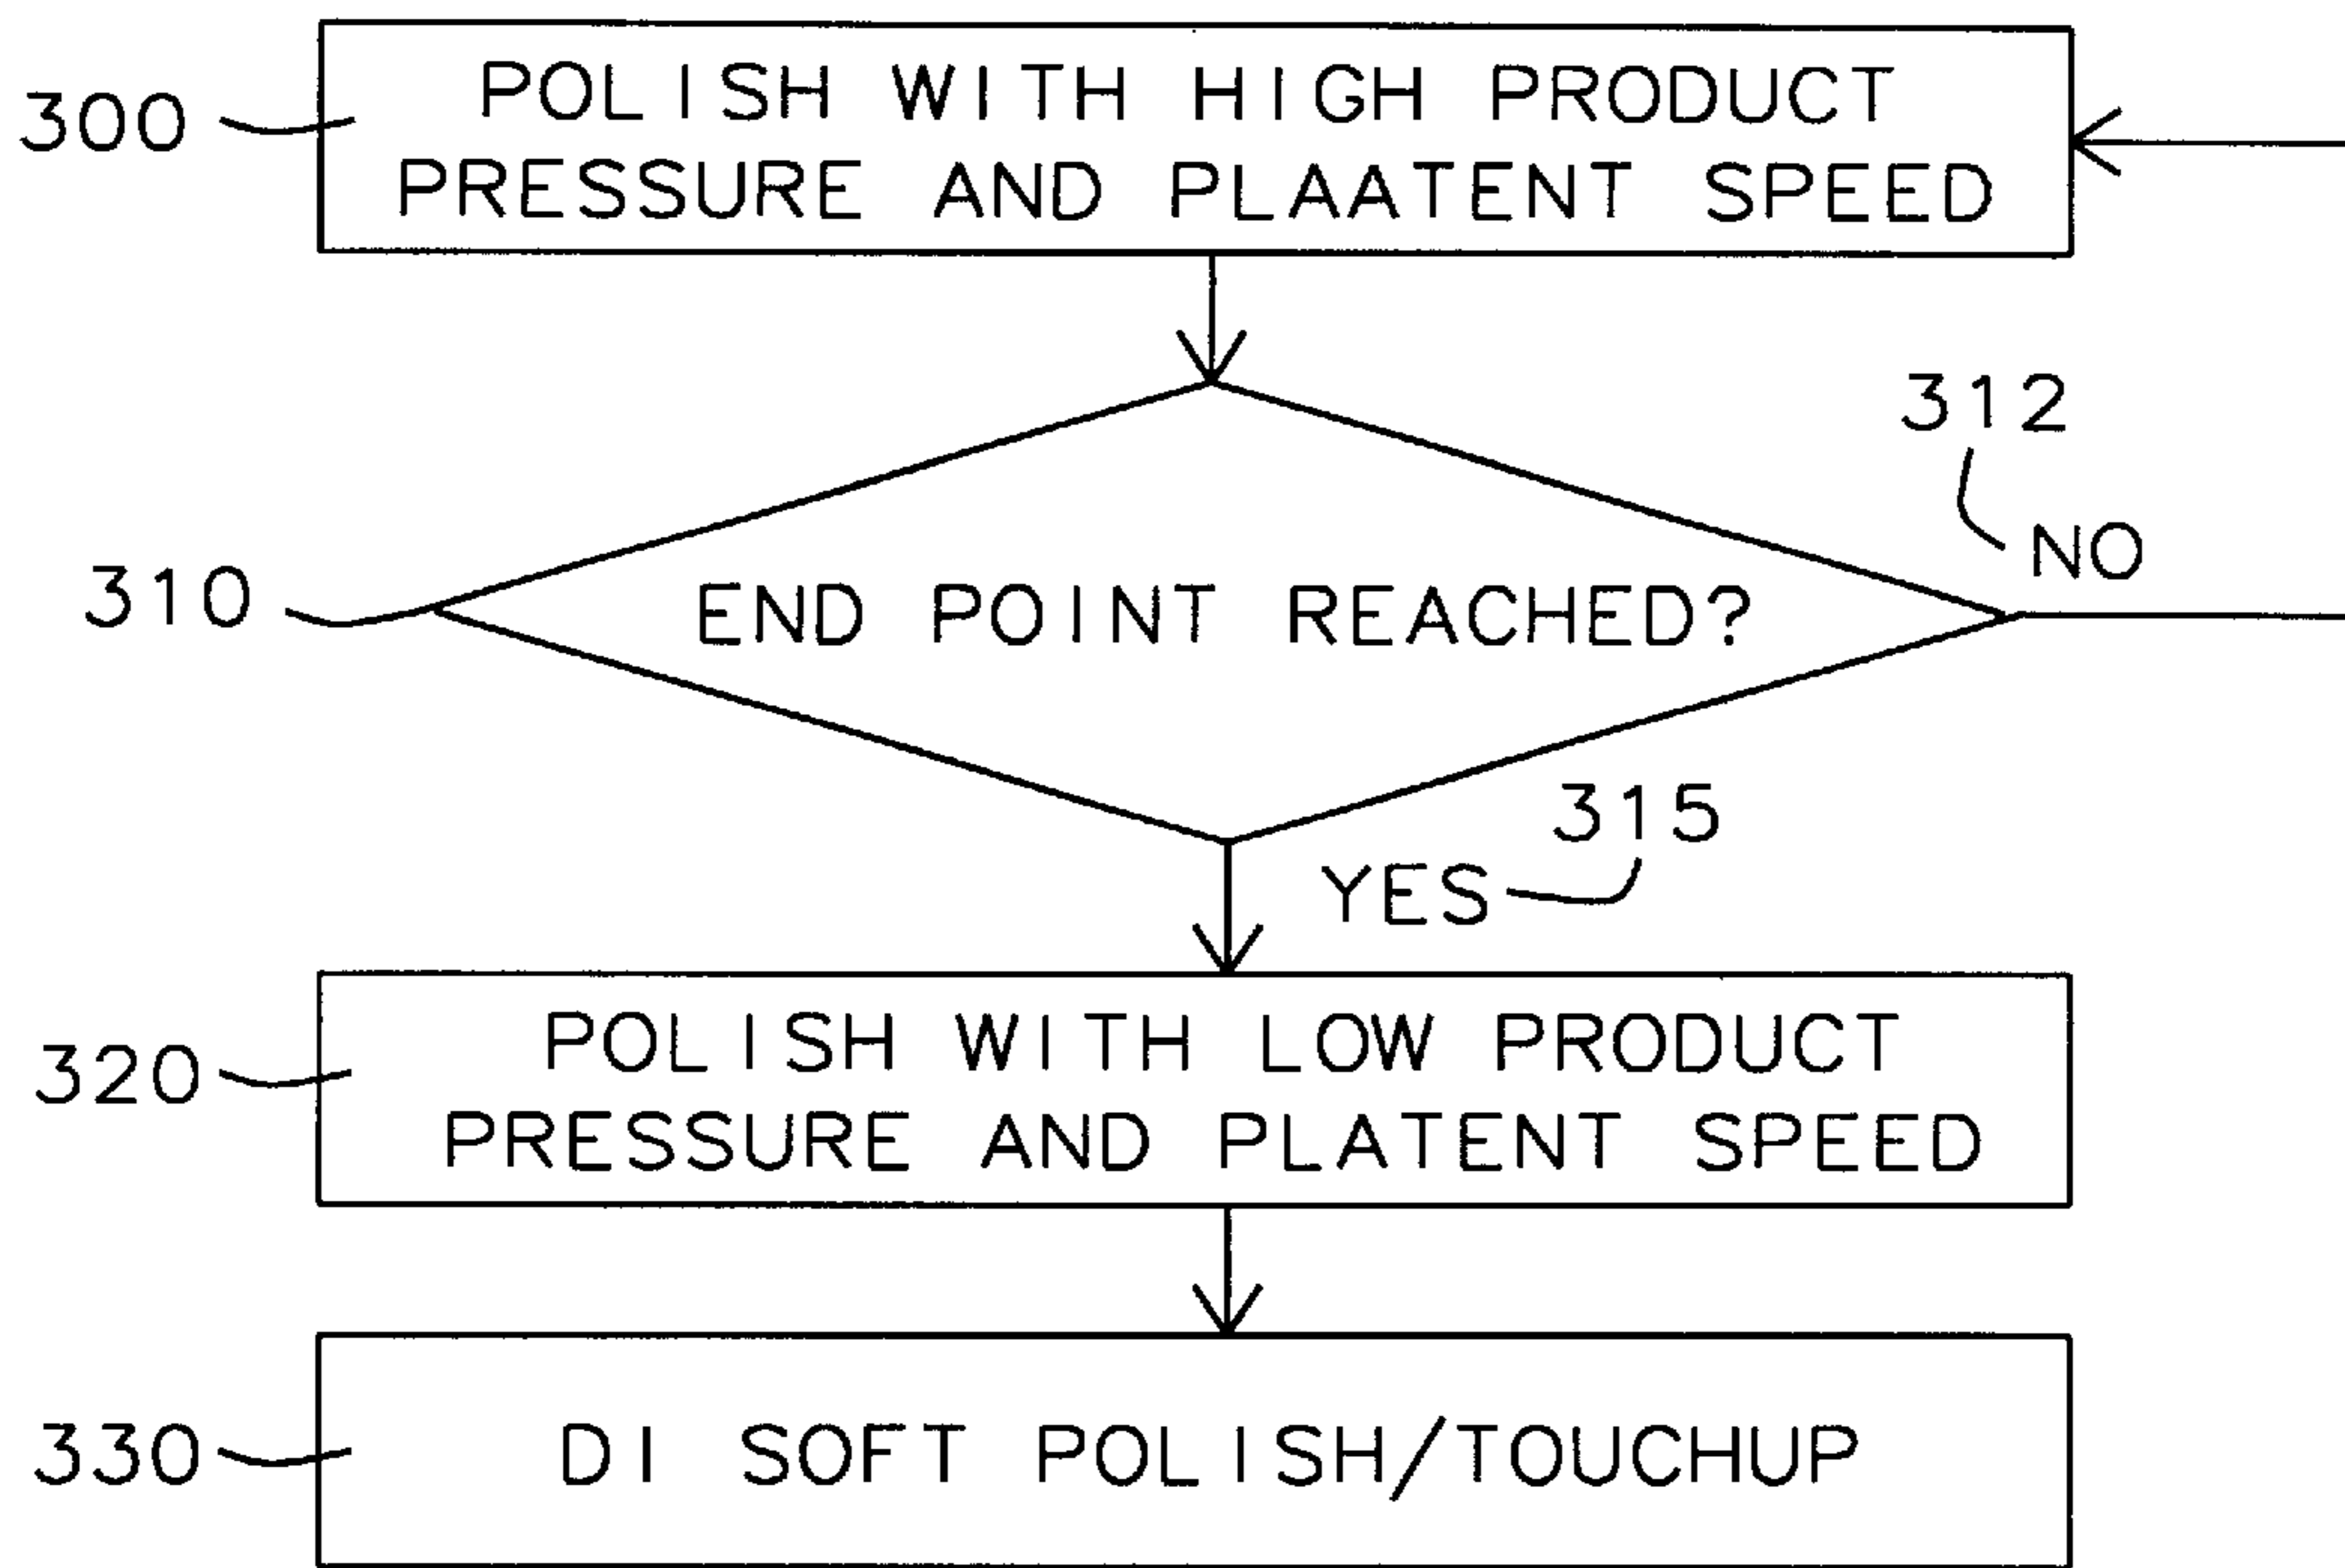 300
POLISH WITH HIGH PRODUCT
PRESSURE AND PLAATENT SPEED
312
NO
310
END POINT REACHED?
315
YES
320
POLISH WITH LOW PRODUCT
PRESSURE AND PLATENT SPEED
330
DI SOFT POLISH/TOUCHUP